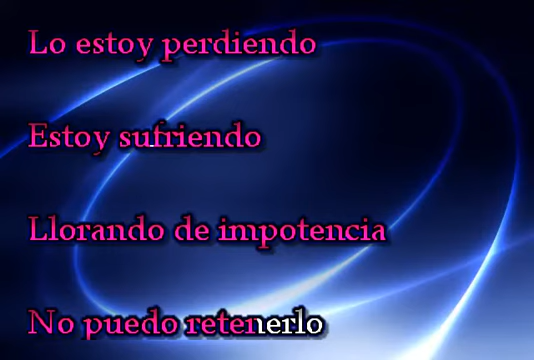 Lo estoy perdiendo
Estoy sufriendo
Llorando de impotencia
No puedo retenerlo